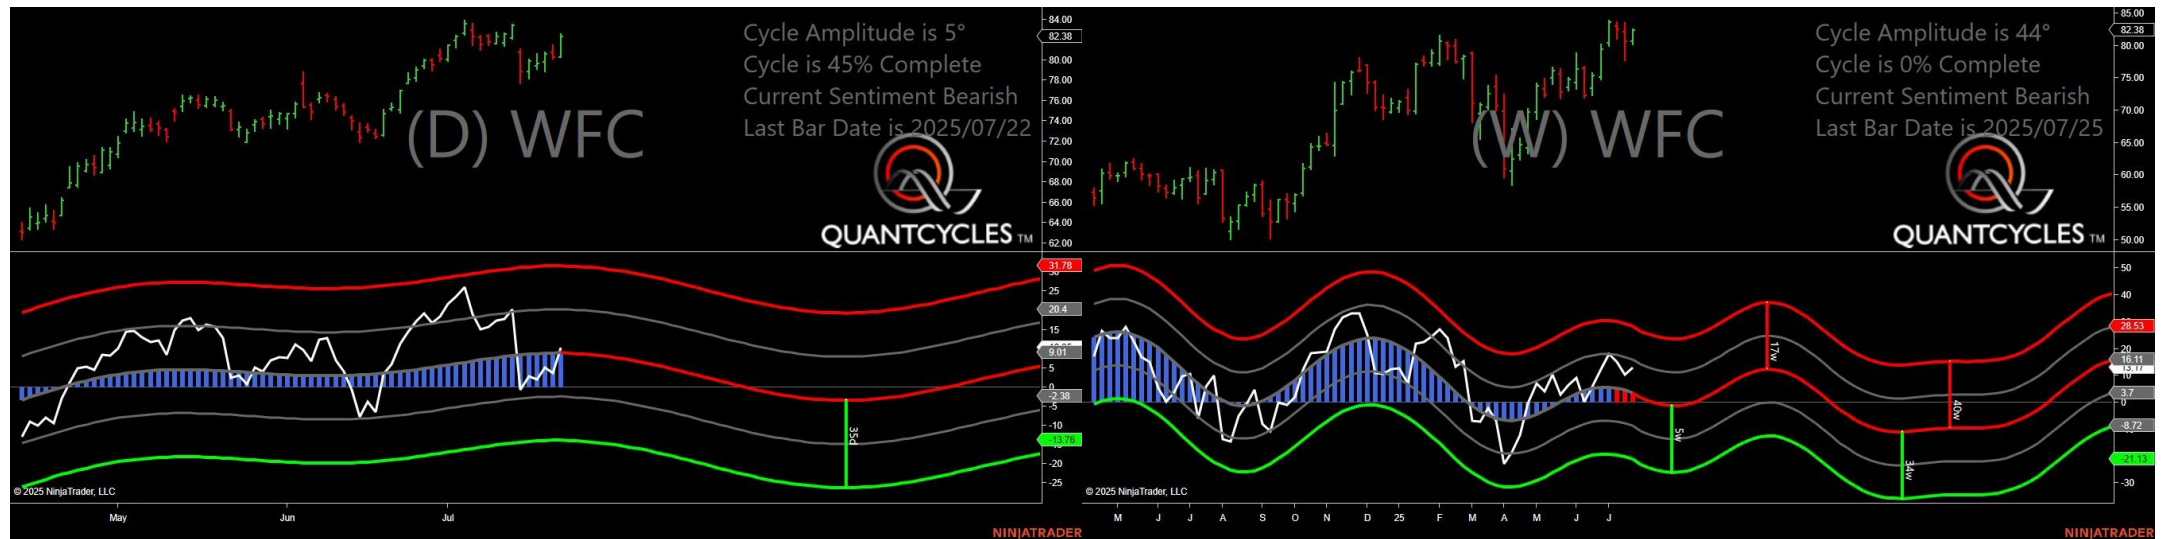 Cycle Amplitude is 5°
Cycle is 45% Complete
Current Sentiment Bearish
Last Bar Date is 2025/07/22
(D) WFC
QUANTCYCLES TM
84.00
82.38
80.00
78.00
76.00
74.00
72.00
70.00
68.00
66.00
64.00
62.00
31.78
25
20.4
15
9.01
5
0
-2.38
-5
-10
-13.76
-20
-25
35d
© 2025 NinjaTrader, LLC
May Jun Jul
NINJATRADER
Cycle Amplitude is 44°
Cycle is 0% Complete
Current Sentiment Bearish
Last Bar Date is 2025/07/25
(W) WFC
QUANTCYCLES TM
85.00
82.38
80.00
75.00
70.00
65.00
60.00
55.00
50.00
50
40
28.53
20
16.11
13.17
3.7
0
-8.72
-21.13
-30
17w
40w
5w
34w
© 2025 NinjaTrader, LLC
M J J A S O N D 25 F M A M J J
NINJATRADER